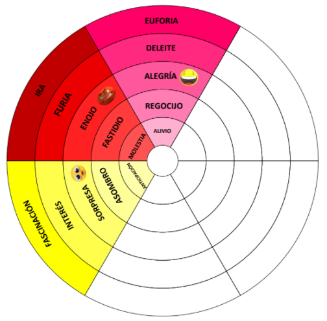 EUFORIA
DELEITE
ALEGRÍA
REGOCIJO
ALIVIO
IRA
FURIA
ENOJO
FASTIDIO
MOLESTIA
FASCINACIÓN
INTERÉS
SORPRESA
ASOMBRO